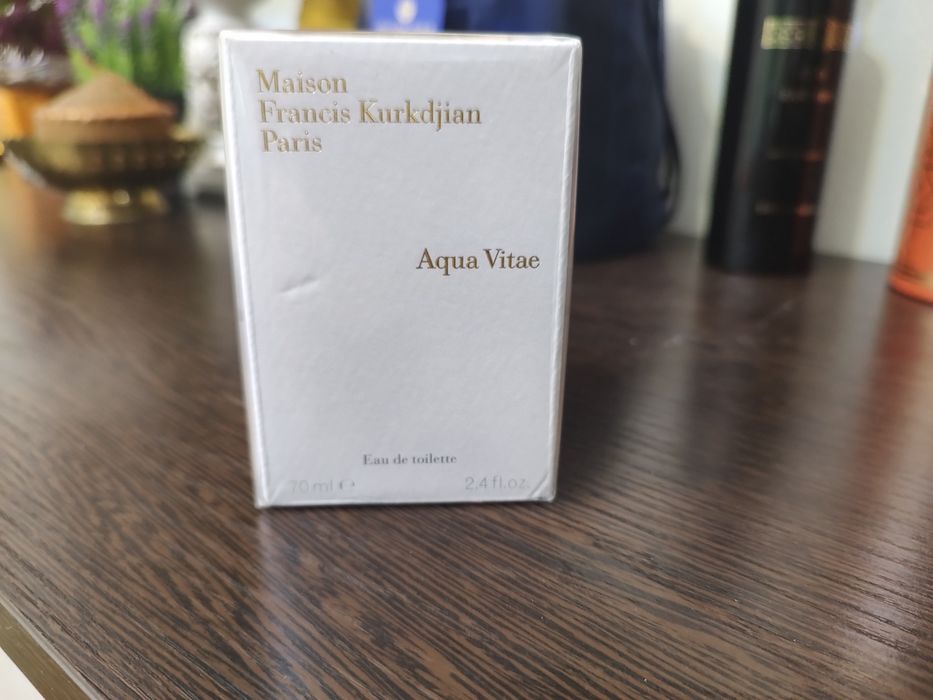 Maison
Francis Kurkdjian
Paris
Aqua Vitae
Eau de toilette
70 ml ℮ 2.4 fl.oz.